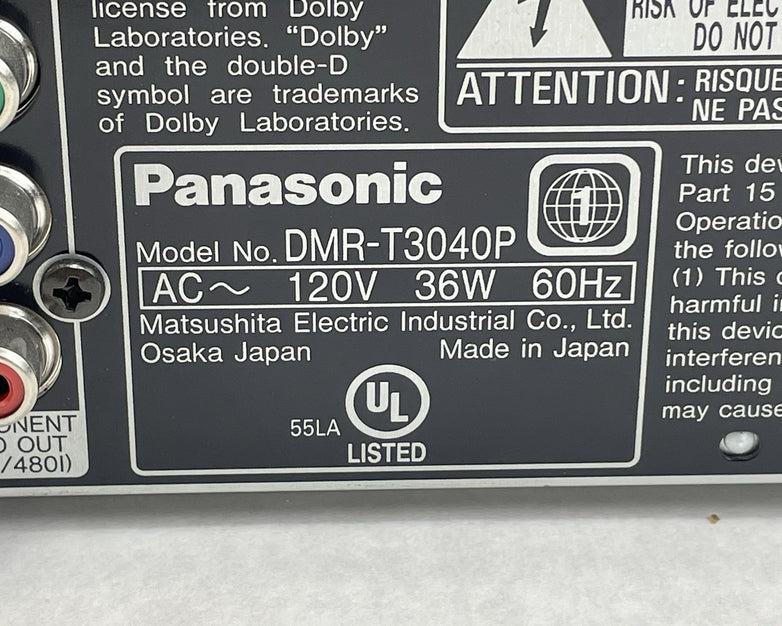 license from Dolby
Laboratories. “Dolby”
and the double-D
symbol are trademarks
of Dolby Laboratories.
RISK OF ELEC
DO NOT
ATTENTION: RISQUE
NE PAS
Panasonic
1
Model No. DMR-T3040P
AC～ 120V 36W 60Hz
Matsushita Electric Industrial Co., Ltd.
Osaka Japan Made in Japan
55LA UL
LISTED
This dev
Part 15
Operatio
the follow
(1) This
harmful i
this devic
interferen
including
may cause
NENT
OUT
/480I)